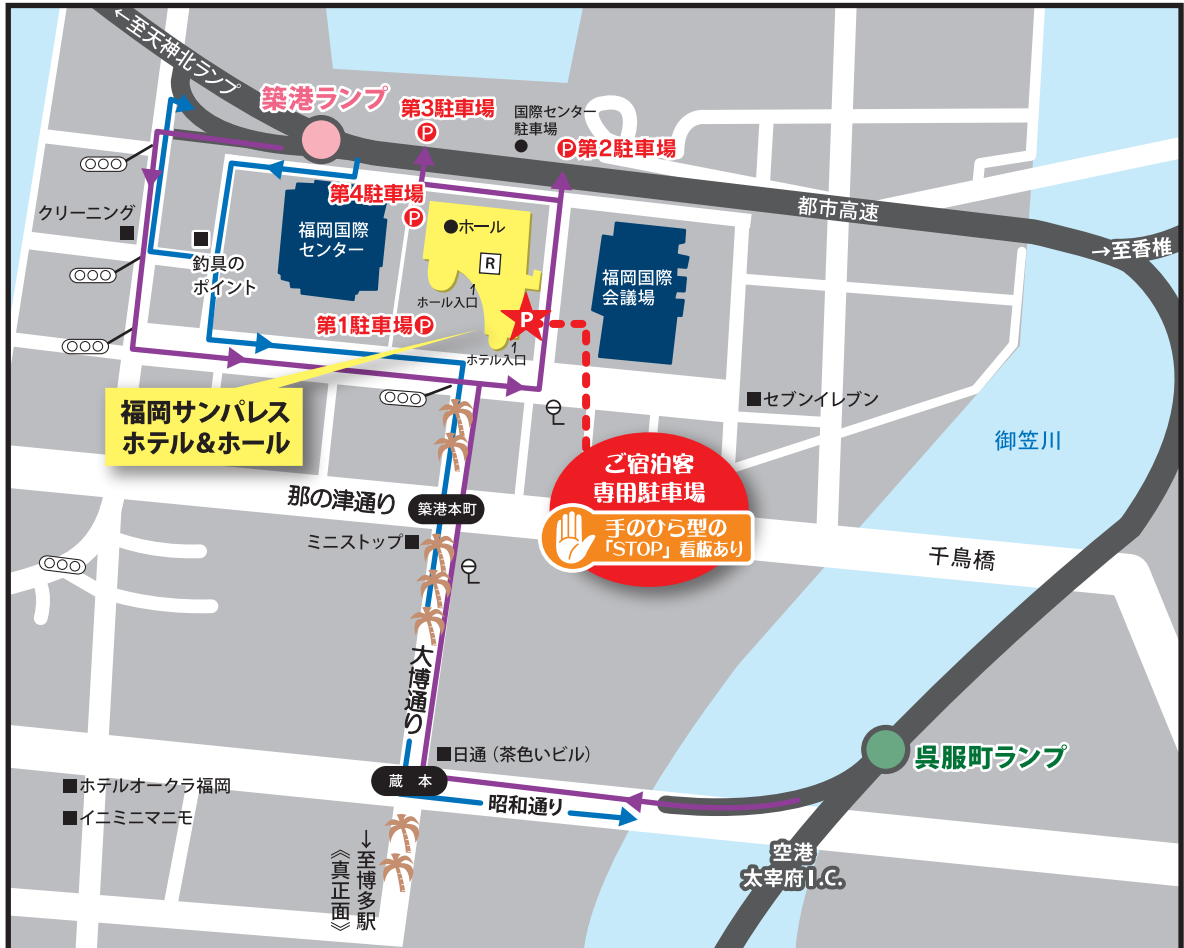 ←至天神北ランプ
築港ランプ
第3駐車場
P
国際センター
駐車場
P第2駐車場
第4駐車場
P
都市高速
→至香椎
クリーニング
釣具の
ポイント
福岡国際
センター
ホール
R
ホール入口
福岡国際
会議場
第1駐車場P
P
ホテル入口
福岡サンパレス
ホテル&ホール
セブンイレブン
御笠川
ご宿泊客
専用駐車場
手のひら型の
「STOP」看板あり
那の津通り
築港本町
ミニストップ
千鳥橋
大博通り
日通（茶色いビル）
呉服町ランプ
蔵 本
昭和通り
ホテルオークラ福岡
イニミニマニモ
→至博多駅
《真正面》
空港
太宰府I.C.